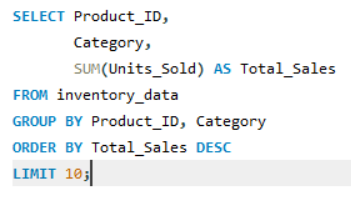 SELECT Product_ID,
Category,
SUM(Units_Sold) AS Total_Sales
FROM inventory_data
GROUP BY Product_ID, Category
ORDER BY Total_Sales DESC
LIMIT 10;